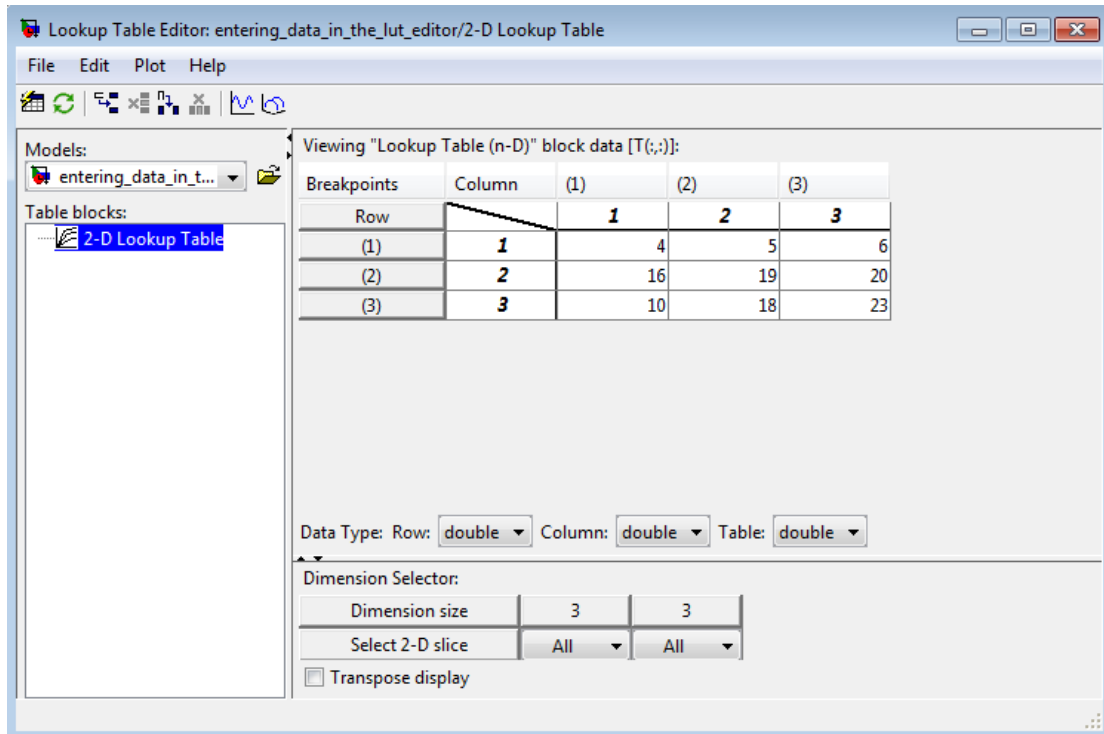 Lookup Table Editor: entering_data_in_the_lut_editor/2-D Lookup Table
File Edit Plot Help
Models:
entering_data_in_t...
Table blocks:
2-D Lookup Table
Viewing "Lookup Table (n-D)" block data [T(:,:)]:
Breakpoints Column (1) (2) (3)
Row 1 2 3
(1) 1 4 5 6
(2) 2 16 19 20
(3) 3 10 18 23
Data Type: Row: double Column: double Table: double
Dimension Selector:
Dimension size 3 3
Select 2-D slice All All
Transpose display